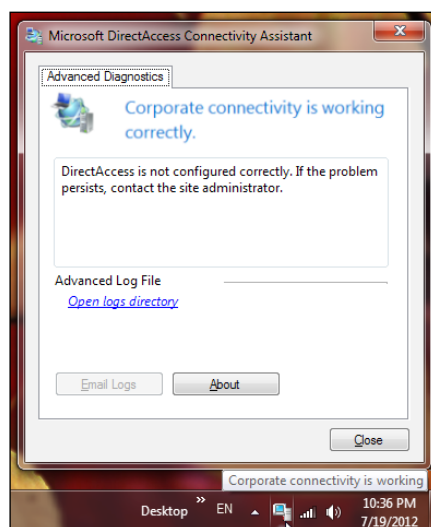 Microsoft DirectAccess Connectivity Assistant
Advanced Diagnostics
Corporate connectivity is working
correctly.
DirectAccess is not configured correctly. If the problem
persists, contact the site administrator.
Advanced Log File
Open logs directory
Email Logs
About
Close
Corporate connectivity is working
Desktop » EN 10:36 PM
7/19/2012